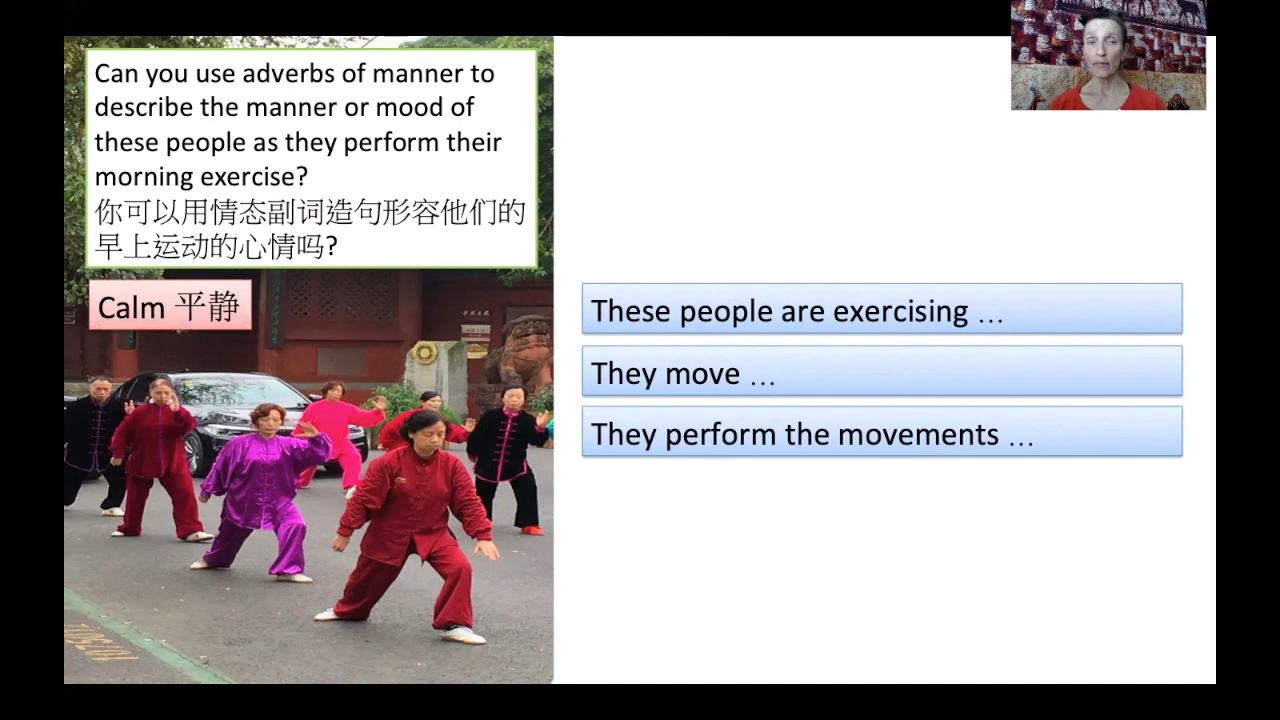 Can you use adverbs of manner to
describe the manner or mood of
these people as they perform their
morning exercise?
你可以用情态副词造句形容他们的
早上运动的心情吗?
Calm 平静
These people are exercising …
They move …
They perform the movements …